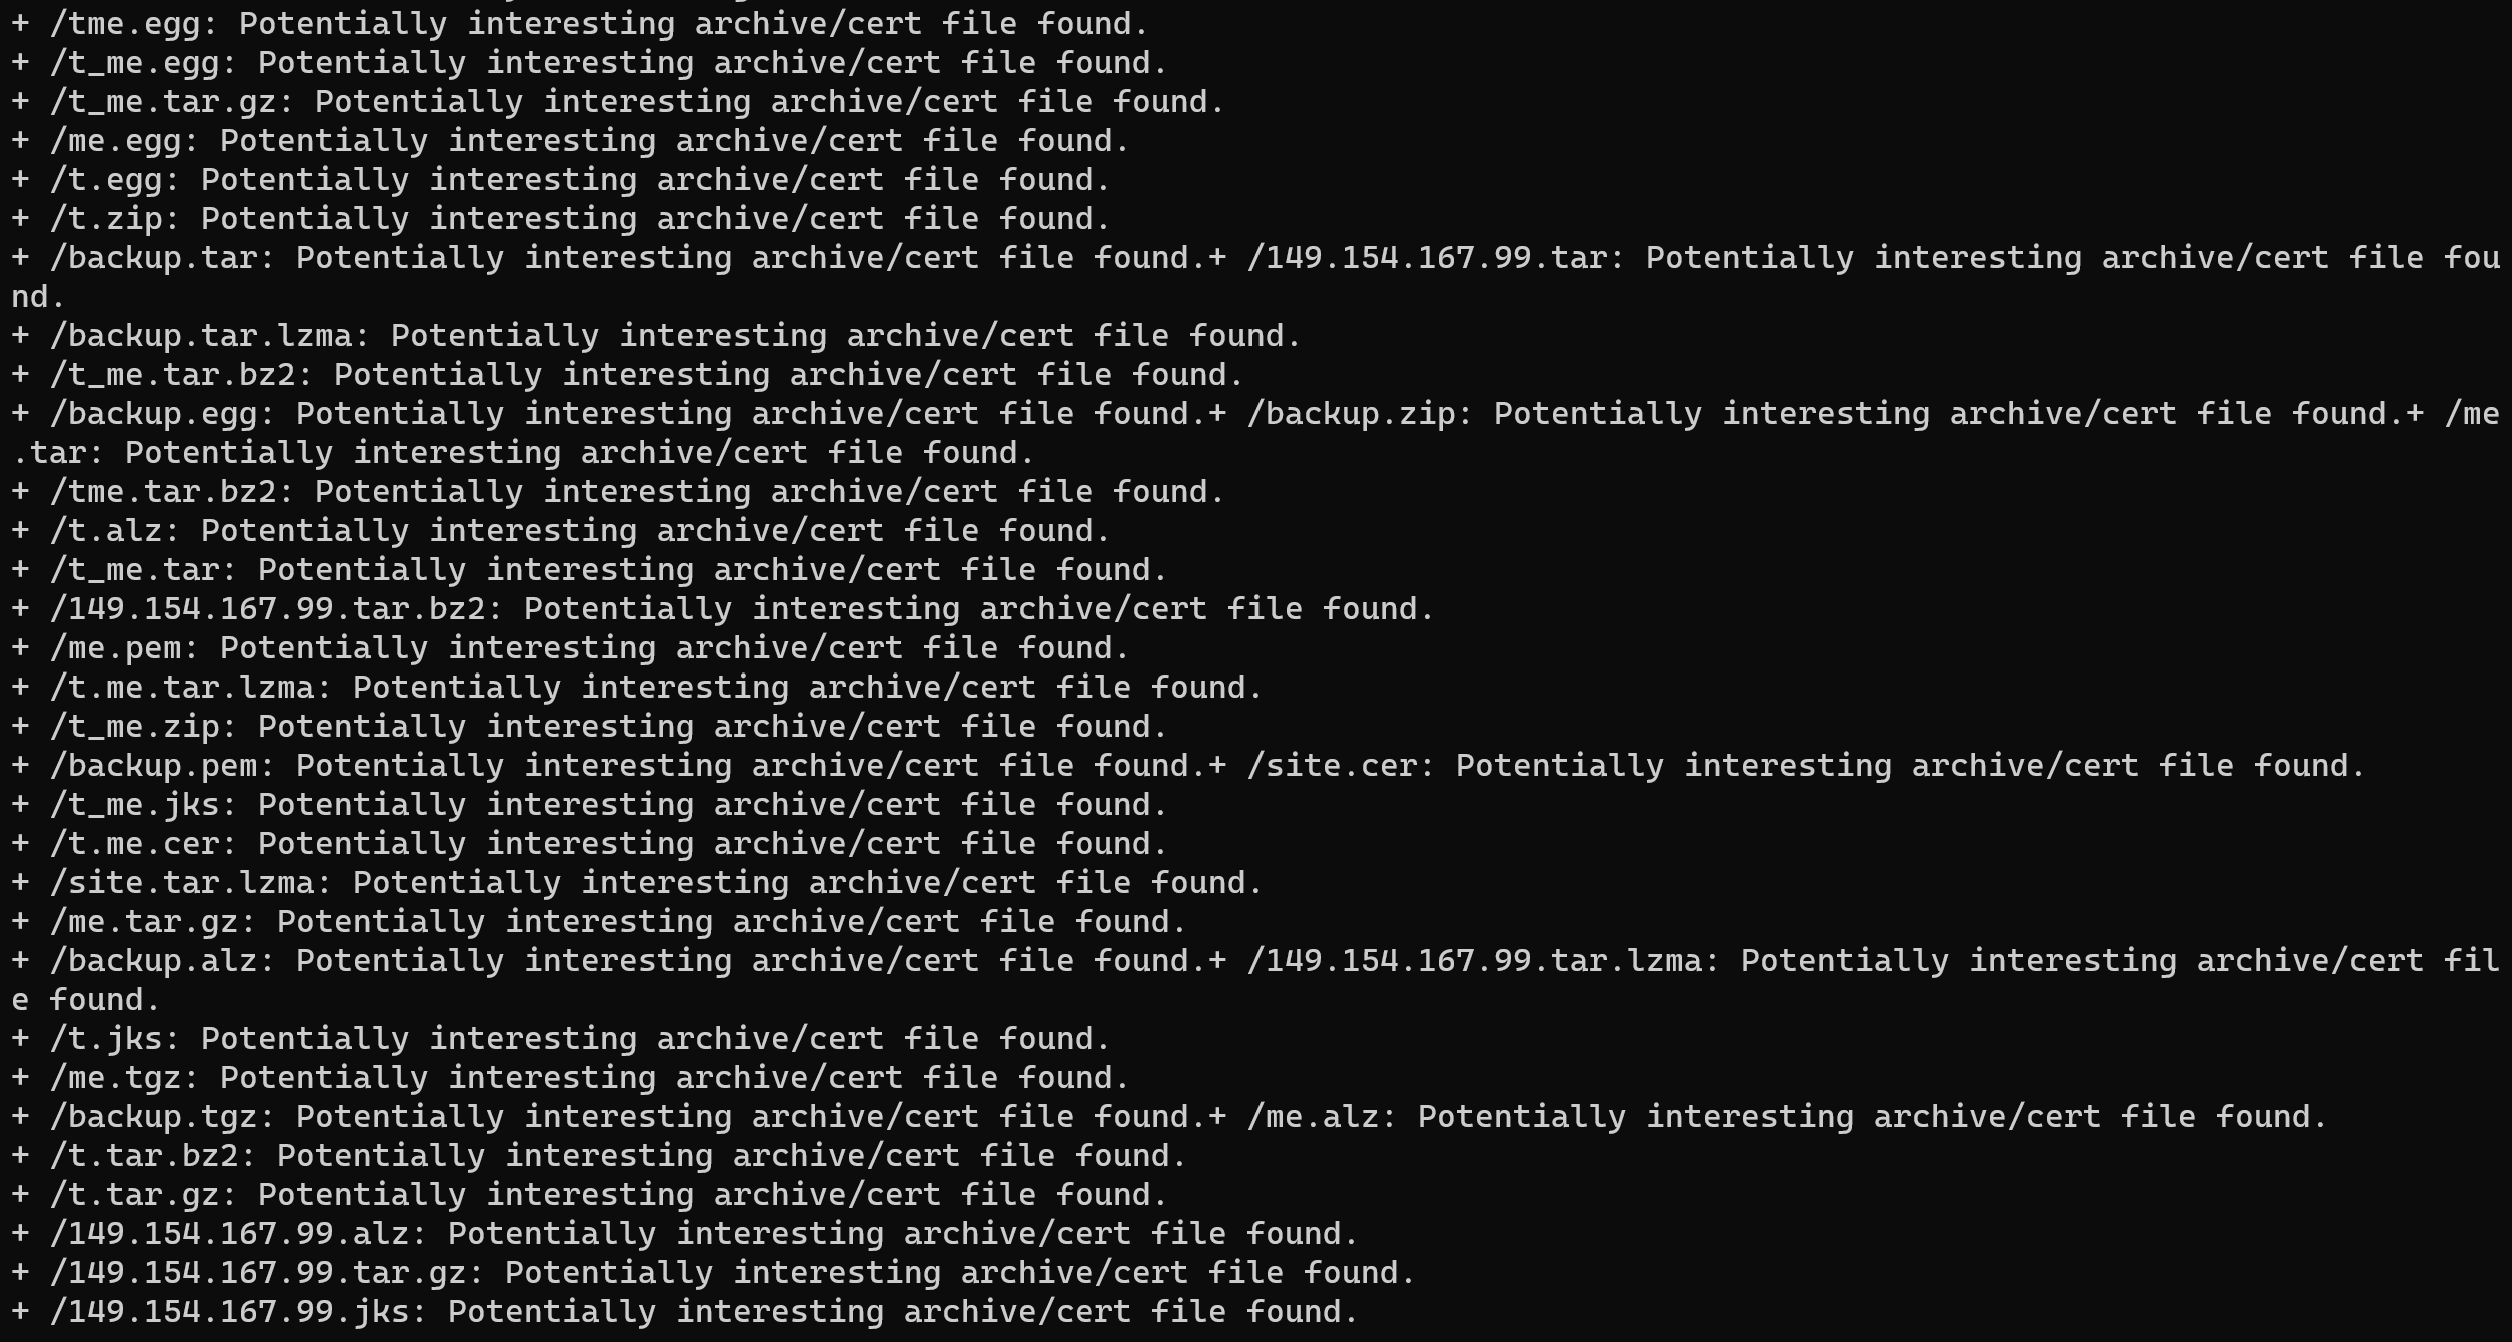 + /tme.egg: Potentially interesting archive/cert file found.
+ /t_me.egg: Potentially interesting archive/cert file found.
+ /t_me.tar.gz: Potentially interesting archive/cert file found.
+ /me.egg: Potentially interesting archive/cert file found.
+ /t.egg: Potentially interesting archive/cert file found.
+ /t.zip: Potentially interesting archive/cert file found.
+ /backup.tar: Potentially interesting archive/cert file found.+ /149.154.167.99.tar: Potentially interesting archive/cert file fou
nd.
+ /backup.tar.lzma: Potentially interesting archive/cert file found.
+ /t_me.tar.bz2: Potentially interesting archive/cert file found.
+ /backup.egg: Potentially interesting archive/cert file found.+ /backup.zip: Potentially interesting archive/cert file found.+ /me
.tar: Potentially interesting archive/cert file found.
+ /tme.tar.bz2: Potentially interesting archive/cert file found.
+ /t.alz: Potentially interesting archive/cert file found.
+ /t_me.tar: Potentially interesting archive/cert file found.
+ /149.154.167.99.tar.bz2: Potentially interesting archive/cert file found.
+ /me.pem: Potentially interesting archive/cert file found.
+ /t.me.tar.lzma: Potentially interesting archive/cert file found.
+ /t_me.zip: Potentially interesting archive/cert file found.
+ /backup.pem: Potentially interesting archive/cert file found.+ /site.cer: Potentially interesting archive/cert file found.
+ /t_me.jks: Potentially interesting archive/cert file found.
+ /t.me.cer: Potentially interesting archive/cert file found.
+ /site.tar.lzma: Potentially interesting archive/cert file found.
+ /me.tar.gz: Potentially interesting archive/cert file found.
+ /backup.alz: Potentially interesting archive/cert file found.+ /149.154.167.99.tar.lzma: Potentially interesting archive/cert fil
e found.
+ /t.jks: Potentially interesting archive/cert file found.
+ /me.tgz: Potentially interesting archive/cert file found.
+ /backup.tgz: Potentially interesting archive/cert file found.+ /me.alz: Potentially interesting archive/cert file found.
+ /t.tar.bz2: Potentially interesting archive/cert file found.
+ /t.tar.gz: Potentially interesting archive/cert file found.
+ /149.154.167.99.alz: Potentially interesting archive/cert file found.
+ /149.154.167.99.tar.gz: Potentially interesting archive/cert file found.
+ /149.154.167.99.jks: Potentially interesting archive/cert file found.